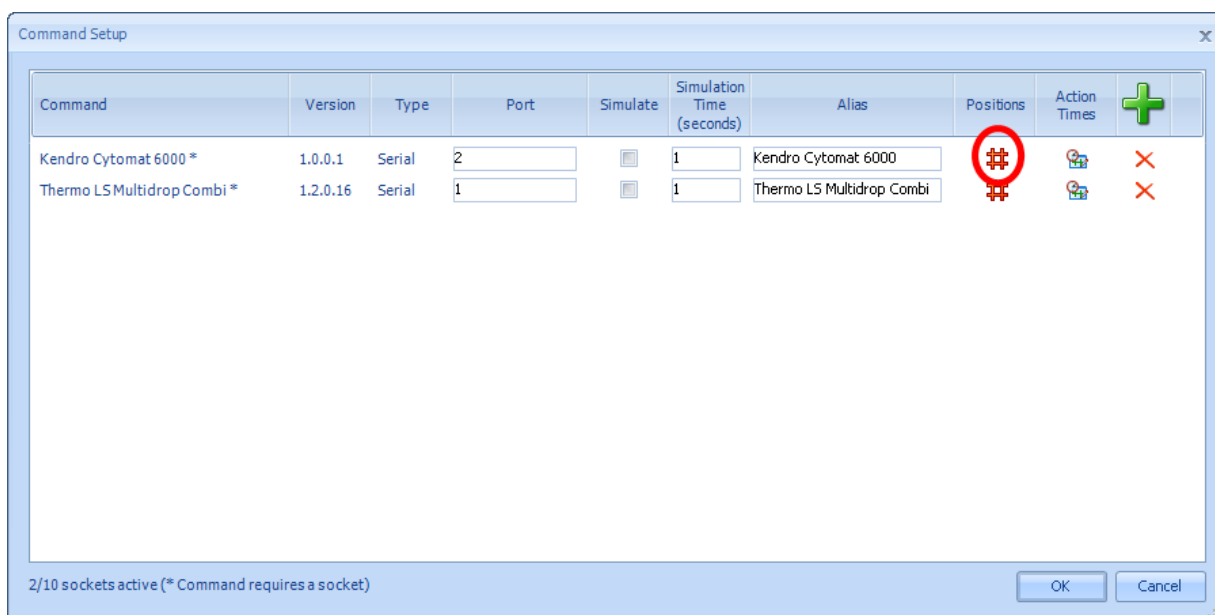 Command Setup
x
Command Version Type Port Simulate Simulation Time (seconds) Alias Positions Action Times
Kendro Cytomat 6000 * 1.0.0.1 Serial 2 1 Kendro Cytomat 6000
Thermo LS Multidrop Combi * 1.2.0.16 Serial 1 1 Thermo LS Multidrop Combi
2/10 sockets active (* Command requires a socket)
OK Cancel